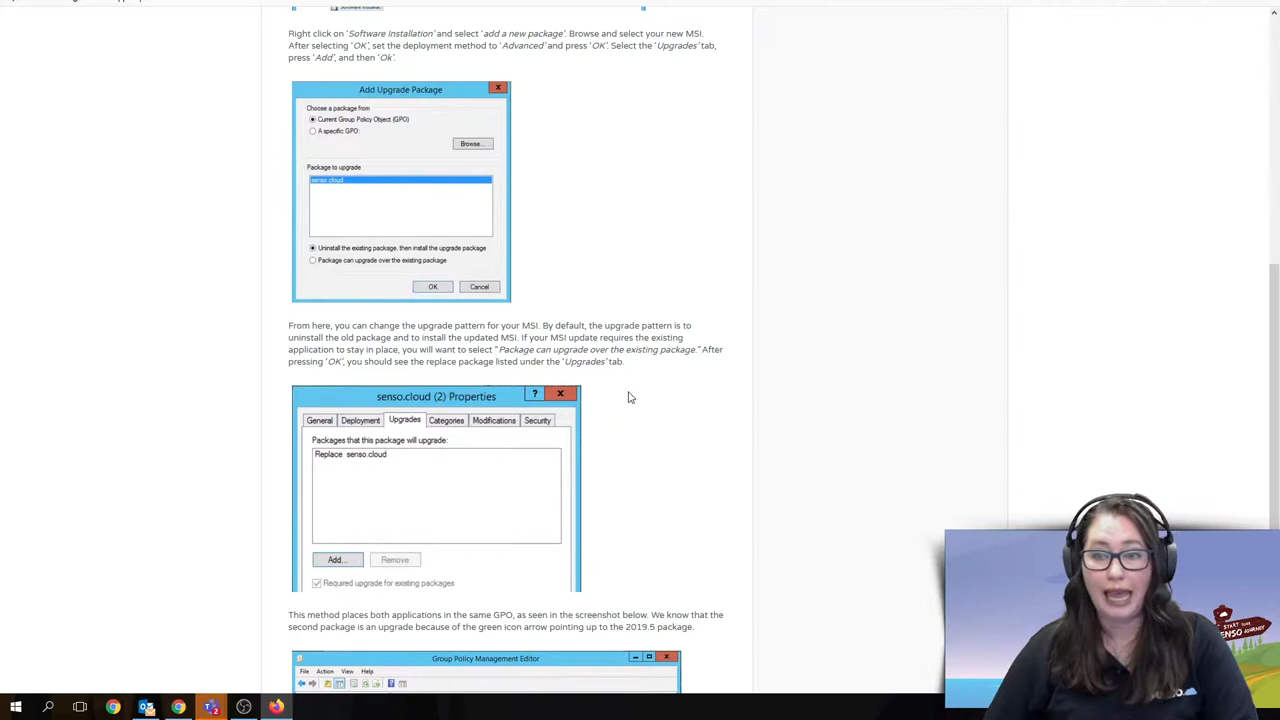 Software Installat
Right click on 'Software Installation' and select 'add a new package'. Browse and select your new MSI.
After selecting 'OK', set the deployment method to 'Advanced' and press 'OK'. Select the 'Upgrades' tab,
press 'Add', and then 'Ok'.
Add Upgrade Package
x
Choose a package from
Current Group Policy Object (GPO)
A specific GPO:
Browse...
Package to upgrade
senso.cloud
Uninstall the existing package, then install the upgrade package
Package can upgrade over the existing package
OK Cancel
From here, you can change the upgrade pattern for your MSI. By default, the upgrade pattern is to
uninstall the old package and to install the updated MSI. If your MSI update requires the existing
application to stay in place, you will want to select "Package can upgrade over the existing package." After
pressing 'OK', you should see the replace package listed under the 'Upgrades' tab.
senso.cloud (2) Properties
? x
General Deployment Upgrades Categories Modifications Security
Packages that this package will upgrade:
Replace senso.cloud
Add... Remove
Required upgrade for existing packages
This method places both applications in the same GPO, as seen in the screenshot below. We know that the
second package is an upgrade because of the green icon arrow pointing up to the 2019.5 package.
Group Policy Management Editor
File Action View Help
START YOUR
SENSO JOURNEY